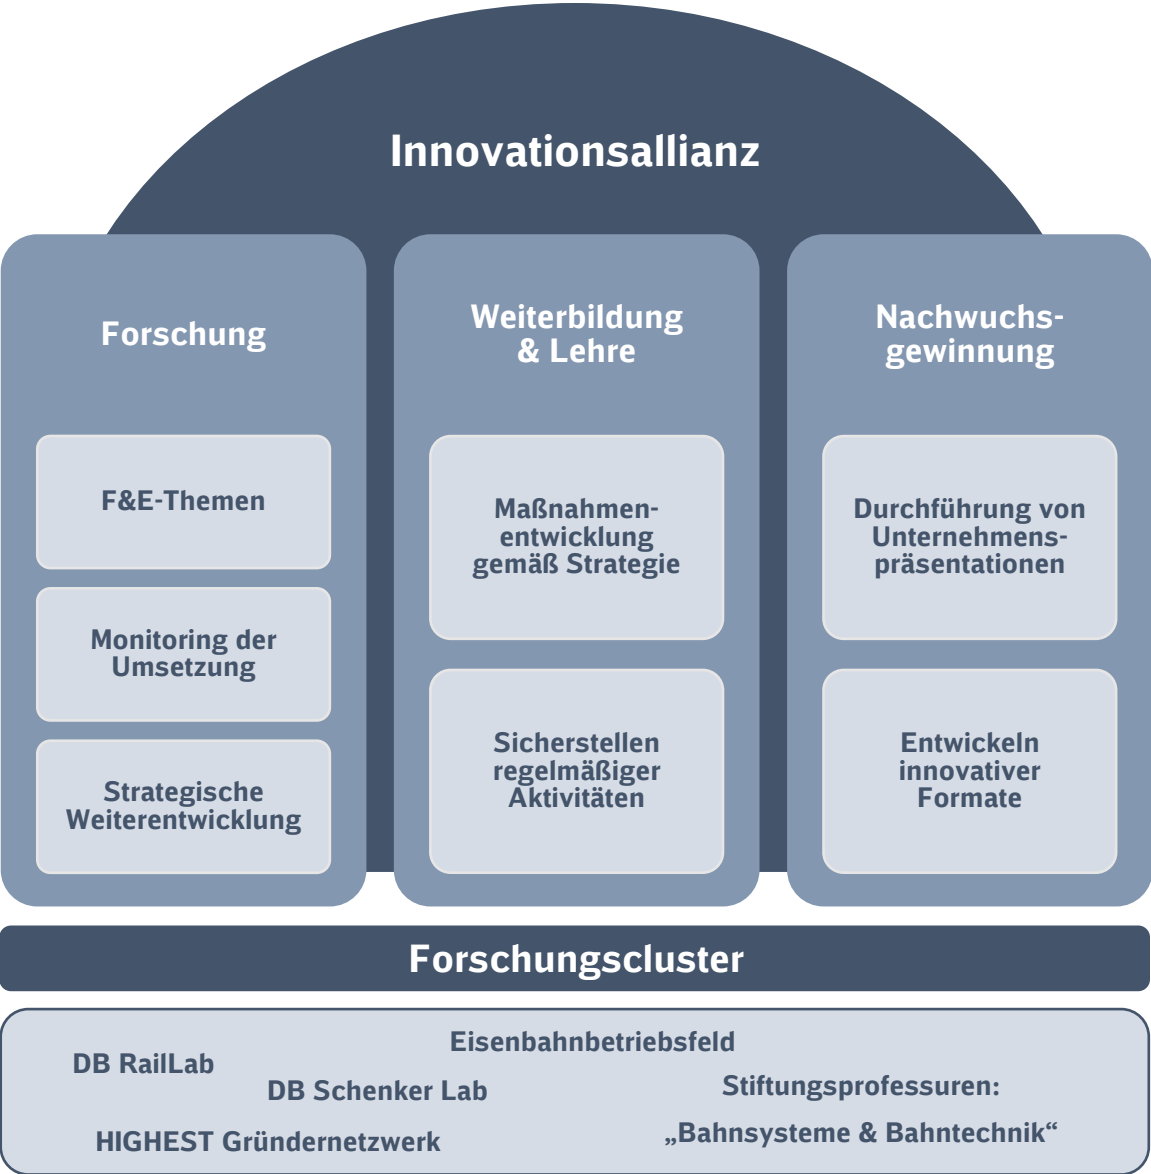 Innovationsallianz
Forschung
F&E-Themen
Monitoring der
Umsetzung
Strategische
Weiterentwicklung
Weiterbildung
& Lehre
Maßnahmen-
entwicklung
gemäß Strategie
Sicherstellen
regelmäßiger
Aktivitäten
Nachwuchs-
gewinnung
Durchführung von
Unternehmens-
präsentationen
Entwickeln
innovativer
Formate
Forschungscluster
Eisenbahnbetriebsfeld
DB RailLab
DB Schenker Lab
HIGHEST Gründernetzwerk
Stiftungsprofessuren:
„Bahnsysteme & Bahntechnik“